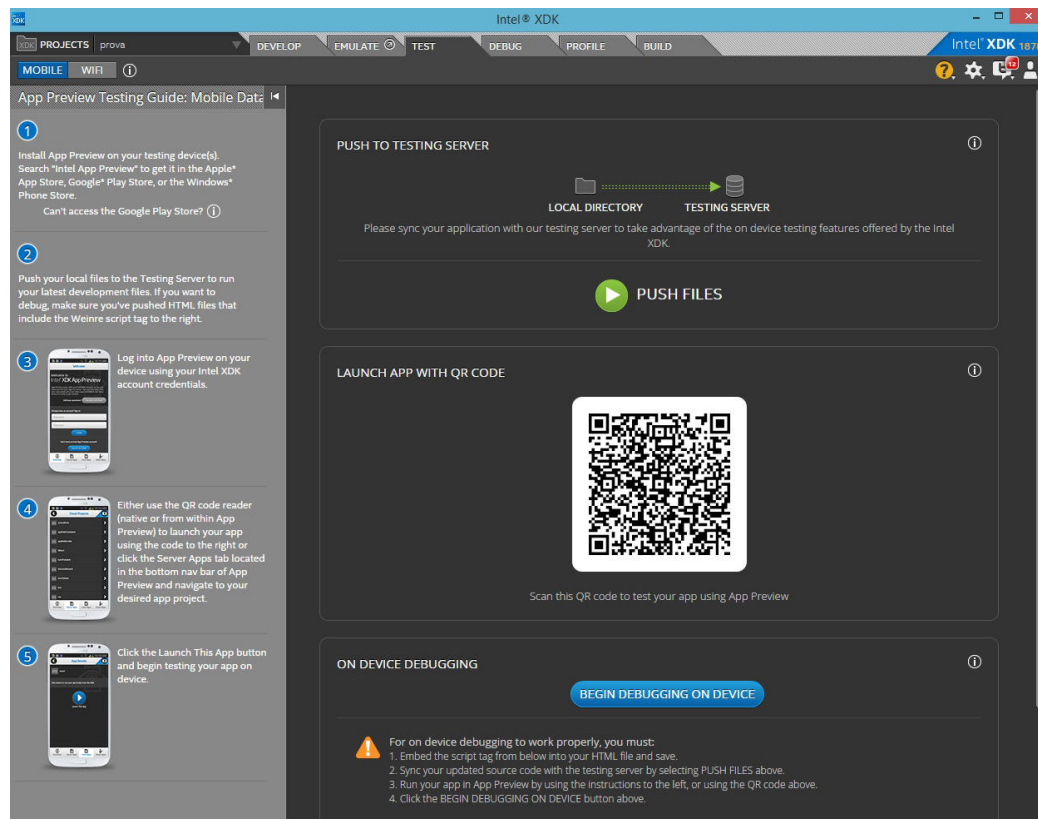 XDK
Intel® XDK
XDK PROJECTS prova
DEVELOP
EMULATE
TEST
DEBUG
PROFILE
BUILD
Intel® XDK 1878
MOBILE
WIFI
12
App Preview Testing Guide: Mobile Data
1
Install App Preview on your testing device(s).
Search "Intel App Preview" to get it in the Apple*
App Store, Google* Play Store, or the Windows*
Phone Store.
Can't access the Google Play Store?
2
Push your local files to the Testing Server to run
your latest development files. If you want to
debug, make sure you've pushed HTML files that
include the Weinre script tag to the right.
3
Log into App Preview on your
device using your Intel XDK
account credentials.
4
Either use the QR code reader
(native or from within App
Preview) to launch your app
using the code to the right or
click the Server Apps tab located
in the bottom nav bar of App
Preview and navigate to your
desired app project.
5
Click the Launch This App button
and begin testing your app on
device.
PUSH TO TESTING SERVER
LOCAL DIRECTORY
TESTING SERVER
Please sync your application with our testing server to take advantage of the on device testing features offered by the Intel
XDK.
PUSH FILES
LAUNCH APP WITH QR CODE
Scan this QR code to test your app using App Preview
ON DEVICE DEBUGGING
BEGIN DEBUGGING ON DEVICE
For on device debugging to work properly, you must:
1. Embed the script tag from below into your HTML file and save.
2. Sync your updated source code with the testing server by selecting PUSH FILES above.
3. Run your app in App Preview by using the instructions to the left, or using the QR code above.
4. Click the BEGIN DEBUGGING ON DEVICE button above.